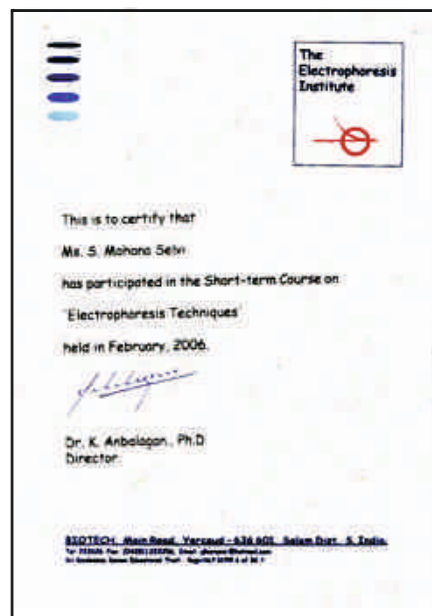 The
Electrophoresis
Institute
This is to certify that
Ms. S. Mohana Selvi
has participated in the Short-term Course on
'Electrophoresis Techniques'
held in February, 2006.
Dr. K. Anbalagan., Ph.D
Director.
BIOTECH, Main Road, Yercaud - 636 601, Salem Dist. S. India.